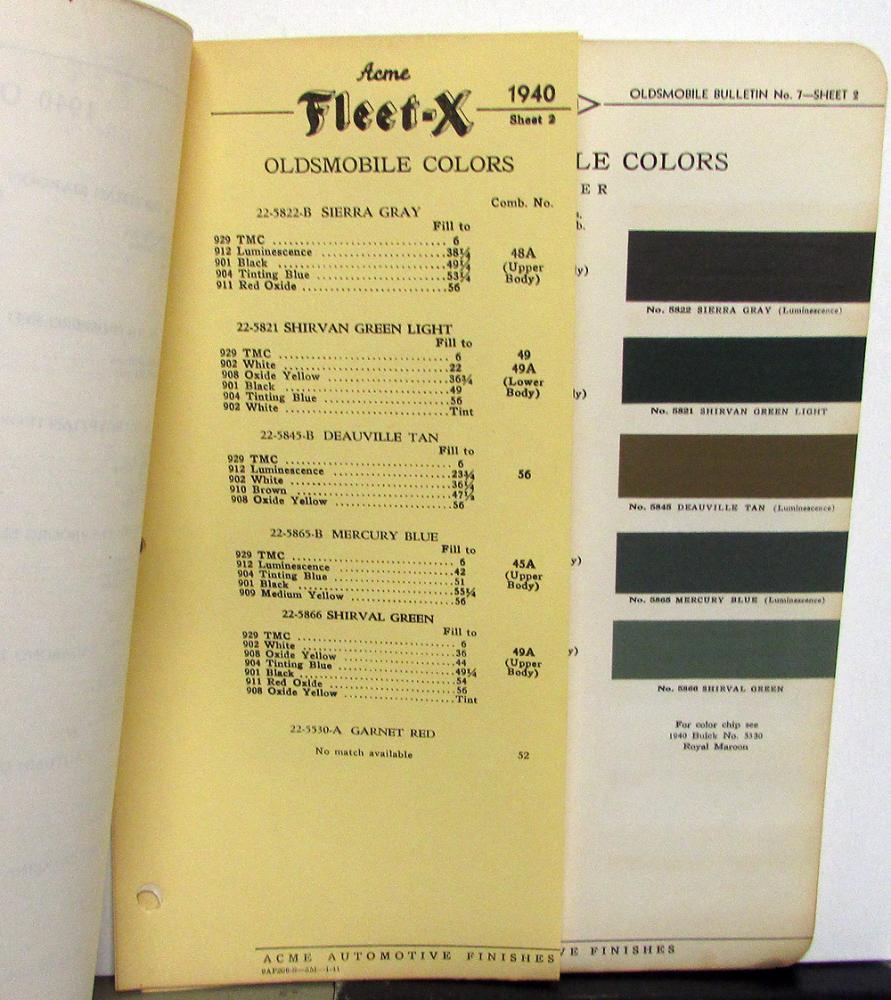 Acme
Fleet-X
1940
Sheet 2
OLDSMOBILE COLORS
Comb. No.
22-5822-B SIERRA GRAY
Fill to
929 TMC ........ 6
912 Luminescence ........ 38¼
901 Black ........ 49¼
904 Tinting Blue ........ 53¼
911 Red Oxide ........ 56
48A
(Upper
Body)
22-5821 SHIRVAN GREEN LIGHT
Fill to
929 TMC ........ 6
902 White ........ 22
908 Oxide Yellow ........ 36¾
901 Black ........ 49
904 Tinting Blue ........ 56
902 White ........ Tint
49
49A
(Lower
Body)
22-5845-B DEAUVILLE TAN
Fill to
929 TMC ........ 6
912 Luminescence ........ 23¾
902 White ........ 36¼
910 Brown ........ 47¼
908 Oxide Yellow ........ 56
56
22-5865-B MERCURY BLUE
Fill to
929 TMC ........ 6
912 Luminescence ........ 42
904 Tinting Blue ........ 51
901 Black ........ 55¼
909 Medium Yellow ........ 56
45A
(Upper
Body)
22-5866 SHIRVAL GREEN
Fill to
929 TMC ........ 6
902 White ........ 36
908 Oxide Yellow ........ 44
904 Tinting Blue ........ 49¼
901 Black ........ 54
911 Red Oxide ........ 56
908 Oxide Yellow ........ Tint
49A
(Upper
Body)
22-5530-A GARNET RED
No match available 52
ACME AUTOMOTIVE FINISHES
OLDSMOBILE BULLETIN No. 7—SHEET 2
LE COLORS
ER
No. 5822 SIERRA GRAY (Luminescence)
No. 5821 SHIRVAN GREEN LIGHT
No. 5845 DEAUVILLE TAN (Luminescence)
No. 5865 MERCURY BLUE (Luminescence)
No. 5866 SHIRVAL GREEN
For color chip see
1940 Buick No. 5330
Royal Maroon
VE FINISHES